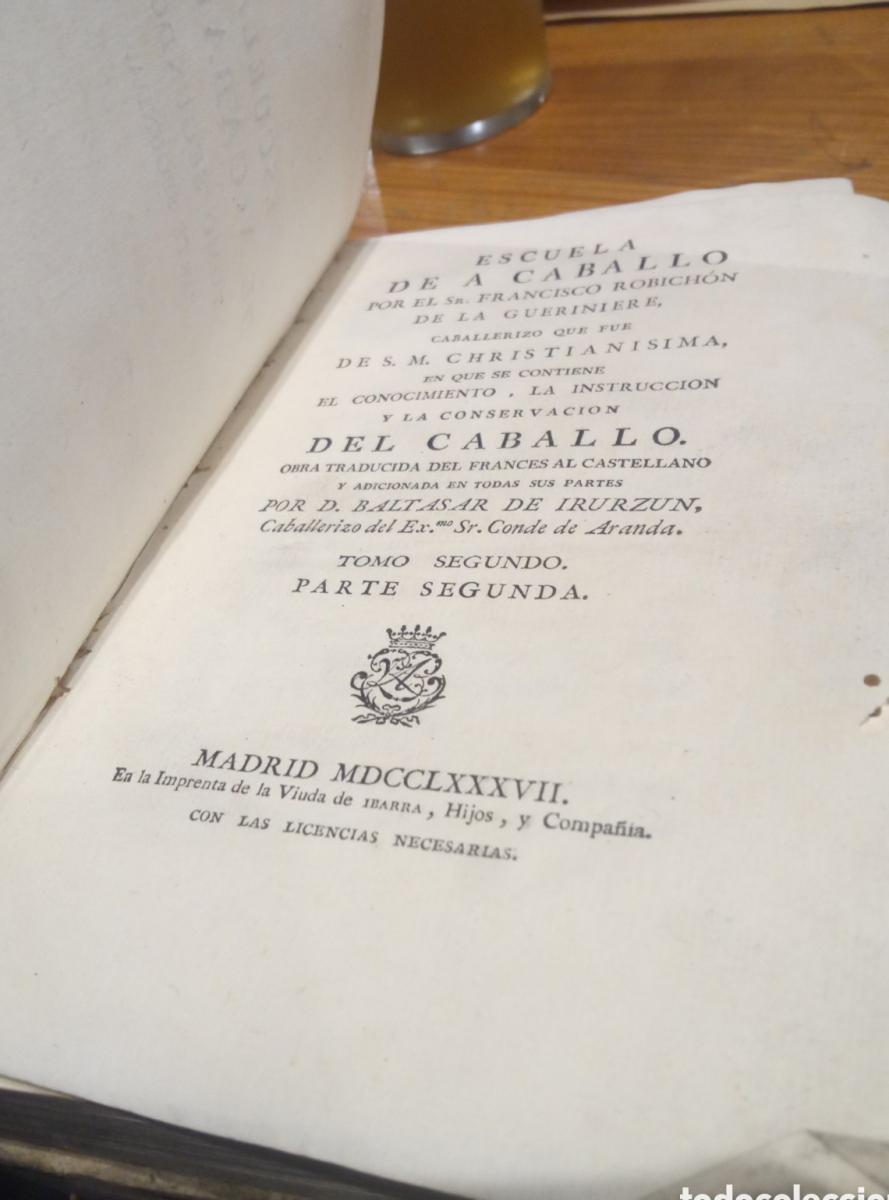 ESCUELA
DE A CABALLO
POR EL Sr. FRANCISCO ROBICHÓN
DE LA GUERINIERE,
CABALLERIZO QUE FUE
DE S. M. CHRISTIANISIMA,
EN QUE SE CONTIENE
EL CONOCIMIENTO, LA INSTRUCCION
Y LA CONSERVACION
DEL CABALLO.
OBRA TRADUCIDA DEL FRANCES AL CASTELLANO
Y ADICIONADA EN TODAS SUS PARTES
POR D. BALTASAR DE IRURZUN,
Caballerizo del Ex.mo Sr. Conde de Aranda.
TOMO SEGUNDO.
PARTE SEGUNDA.
MADRID MDCCLXXXVII.
En la Imprenta de la Viuda de IBARRA, Hijos, y Compañia.
CON LAS LICENCIAS NECESARIAS.
todocoleccion